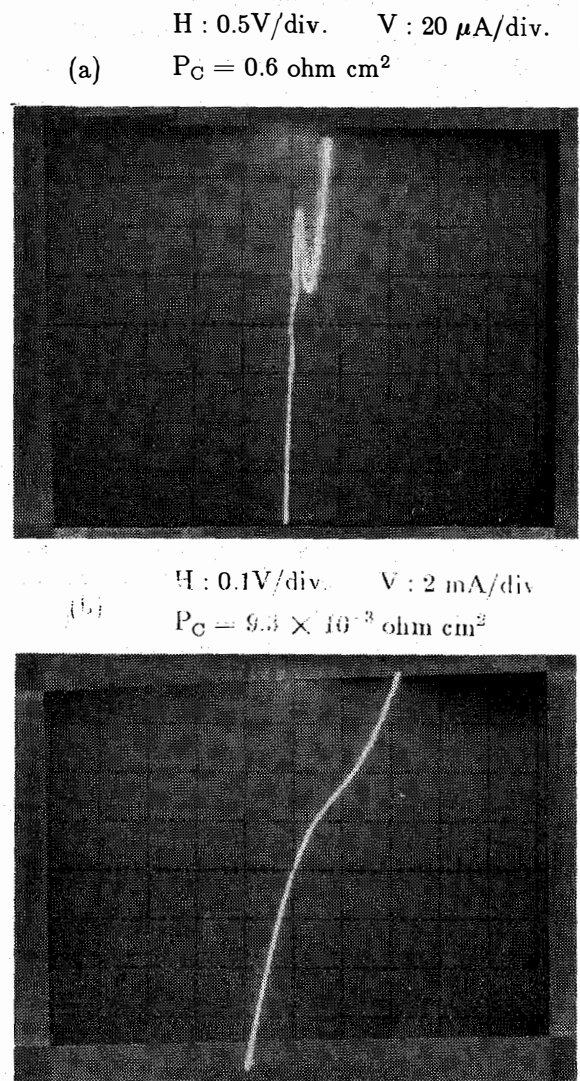 H : 0.5V/div. V : 20 μA/div.
(a) P_C = 0.6 ohm cm²
H : 0.1V/div. V : 2 mA/div
(b) P_C = 9.3 × 10⁻³ ohm cm²